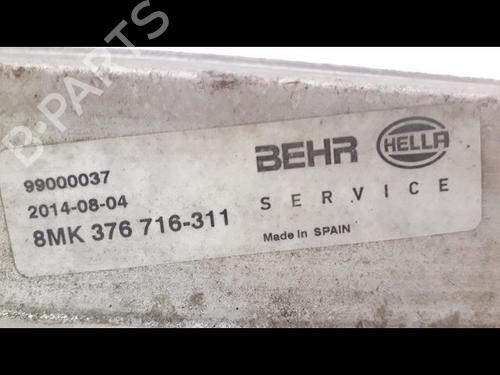 B-PARTS
99000037
2014-08-04
8MK 376 716-311
BEHR HELLA
SERVICE
Made in SPAIN